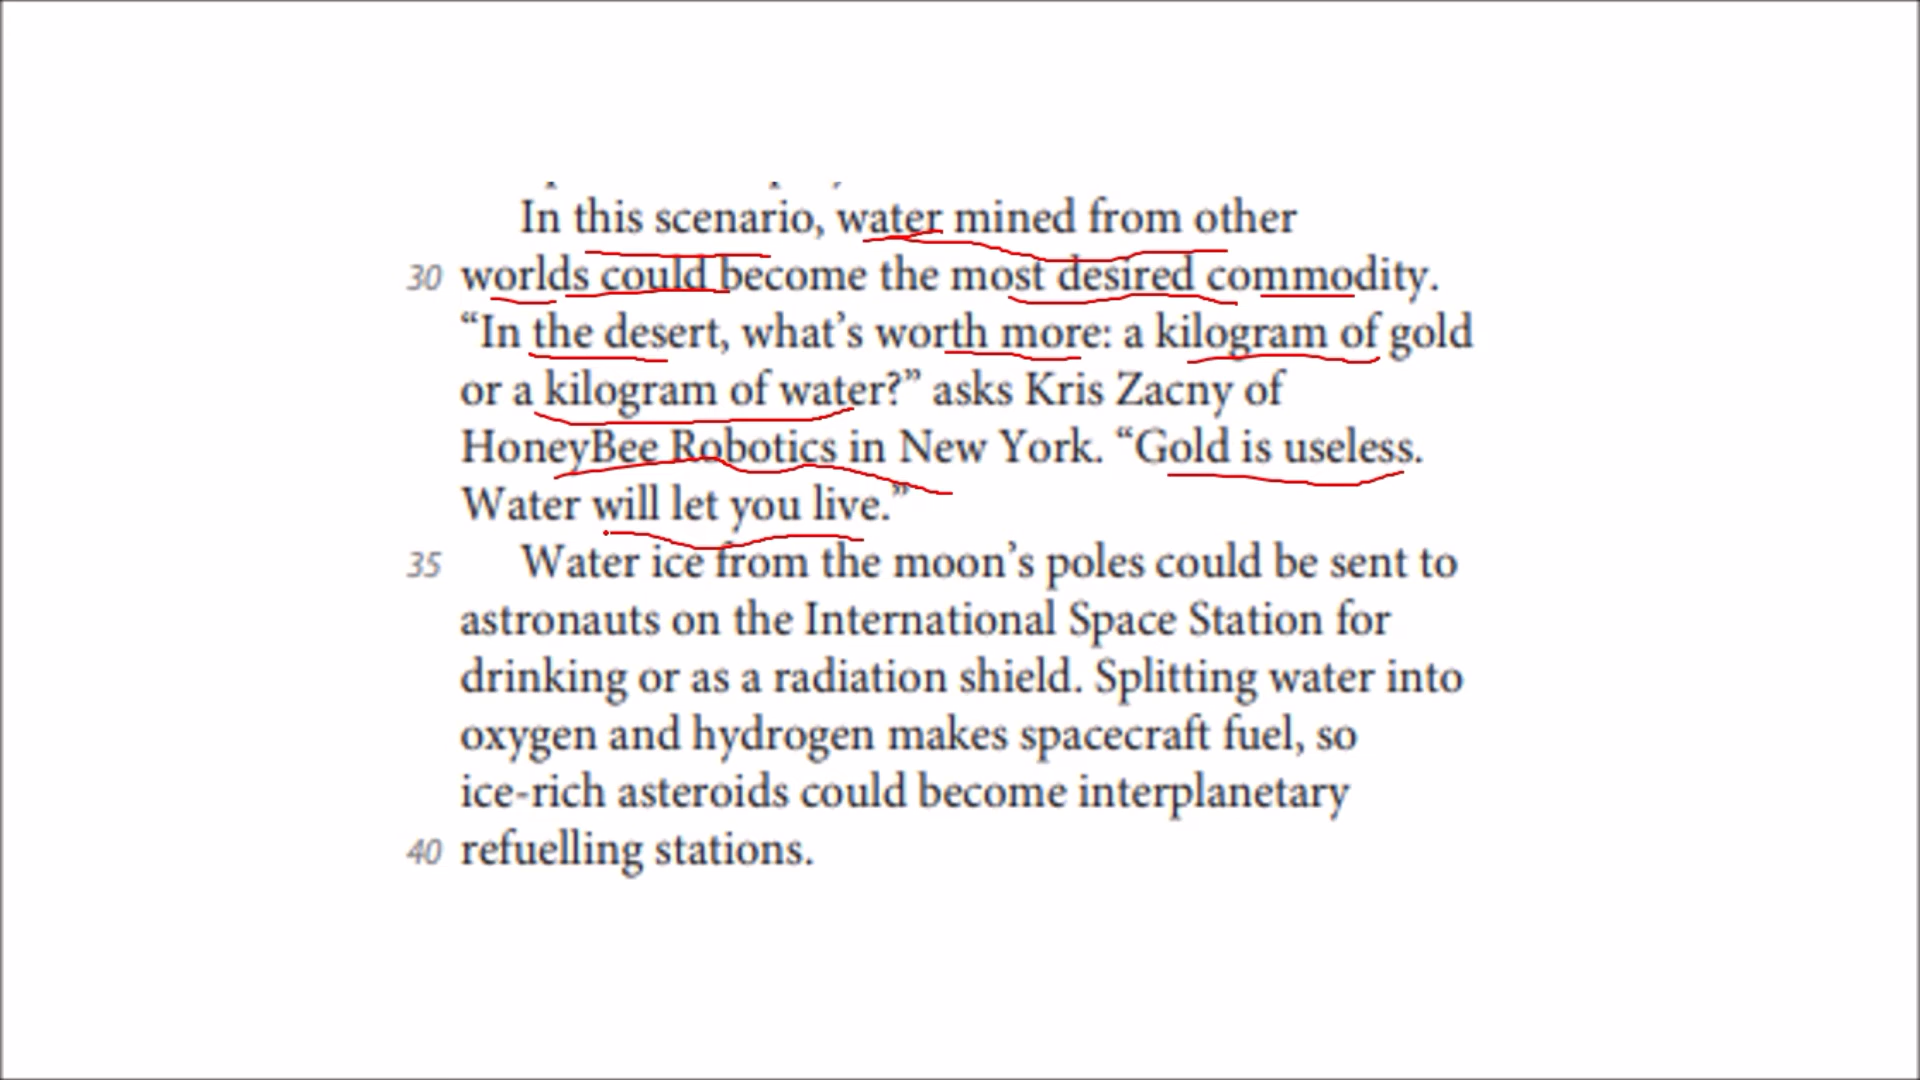 In this scenario, water mined from other
30 worlds could become the most desired commodity.
“In the desert, what’s worth more: a kilogram of gold
or a kilogram of water?” asks Kris Zacny of
HoneyBee Robotics in New York. “Gold is useless.
Water will let you live.”
35 Water ice from the moon’s poles could be sent to
astronauts on the International Space Station for
drinking or as a radiation shield. Splitting water into
oxygen and hydrogen makes spacecraft fuel, so
ice-rich asteroids could become interplanetary
40 refuelling stations.